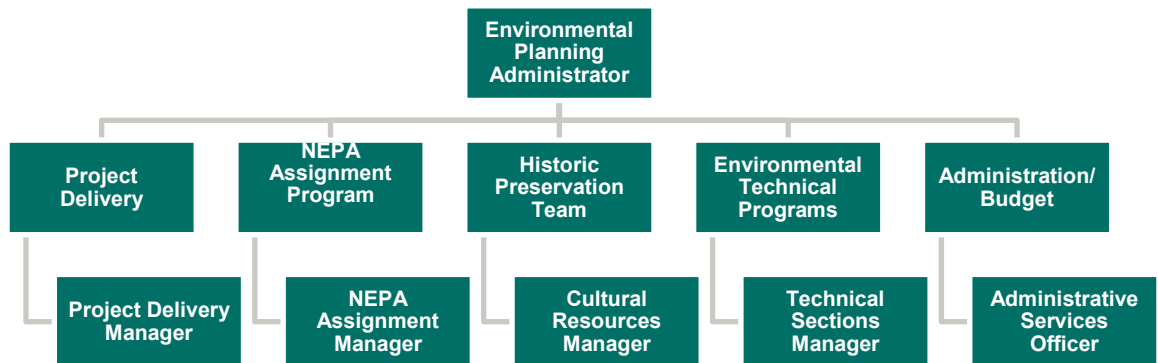 Environmental
Planning
Administrator
Project
Delivery
NEPA
Assignment
Program
Historic
Preservation
Team
Environmental
Technical
Programs
Administration/
Budget
Project Delivery
Manager
NEPA
Assignment
Manager
Cultural
Resources
Manager
Technical
Sections
Manager
Administrative
Services
Officer